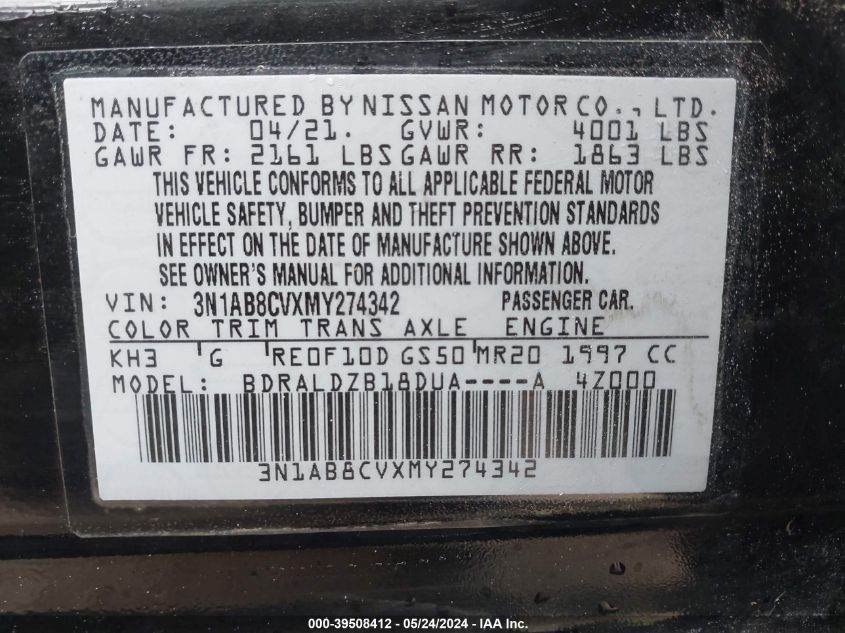 MANUFACTURED BY NISSAN MOTOR CO., LTD.
DATE: 04/21. GVWR: 4001 LBS
GAWR FR: 2161 LBS GAWR RR: 1863 LBS
THIS VEHICLE CONFORMS TO ALL APPLICABLE FEDERAL MOTOR
VEHICLE SAFETY, BUMPER AND THEFT PREVENTION STANDARDS
IN EFFECT ON THE DATE OF MANUFACTURE SHOWN ABOVE.
SEE OWNER'S MANUAL FOR ADDITIONAL INFORMATION.
VIN: 3N1AB8CVXMY274342 PASSENGER CAR.
COLOR TRIM TRANS AXLE ENGINE
KH3 G RE0F10D GS50 MR20 1997 CC
MODEL: BDRALDZB18DUA----A 4Z000
3N1AB8CVXMY274342
000-39508412 - 05/24/2024 - IAA Inc.